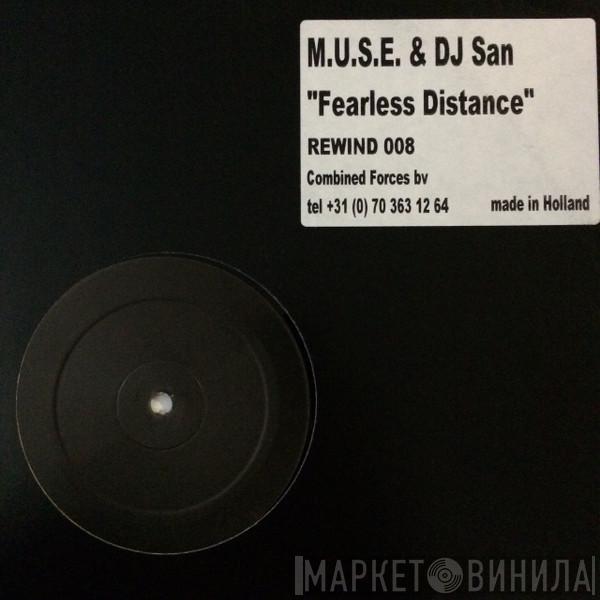 M.U.S.E. & DJ San
"Fearless Distance"
REWIND 008
Combined Forces bv
tel +31 (0) 70 363 12 64 made in Holland
МАРКЕТ ВИНИЛА